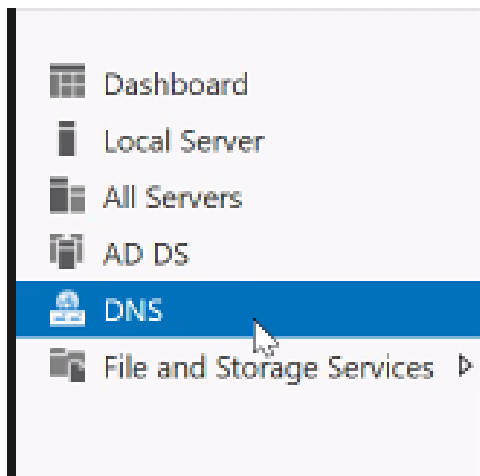 Dashboard
Local Server
All Servers
AD DS
DNS
File and Storage Services